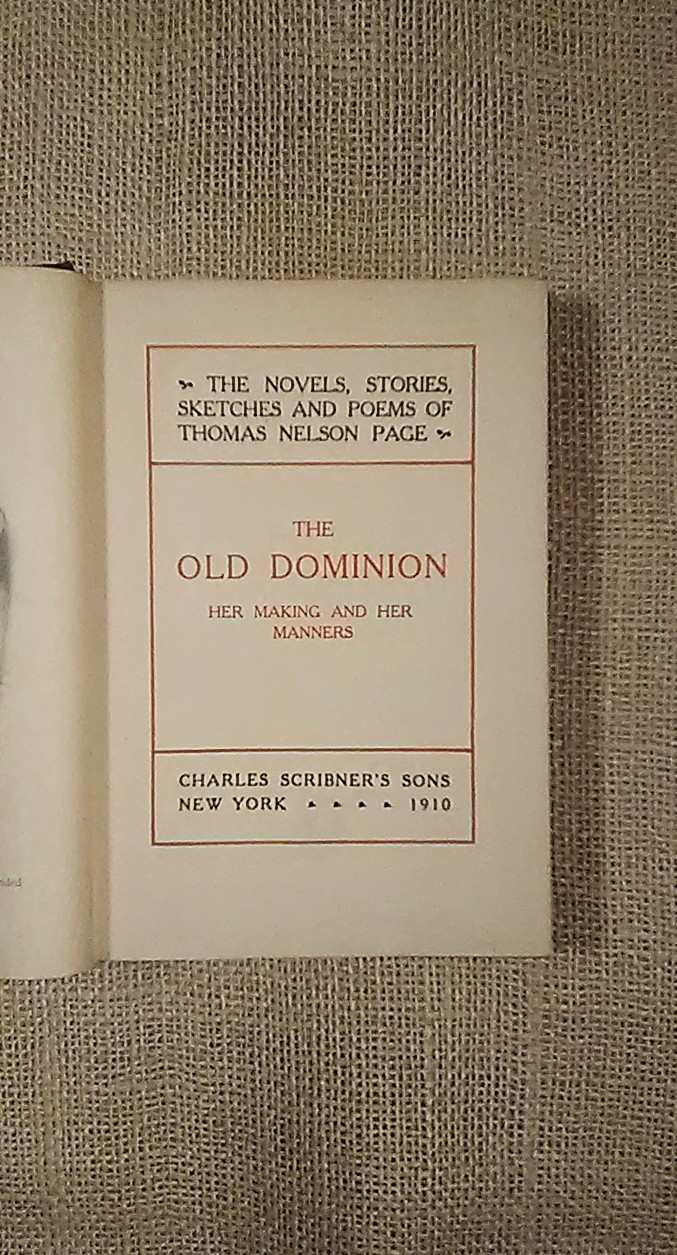 THE NOVELS, STORIES,
SKETCHES AND POEMS OF
THOMAS NELSON PAGE
THE
OLD DOMINION
HER MAKING AND HER
MANNERS
CHARLES SCRIBNER'S SONS
NEW YORK 1910